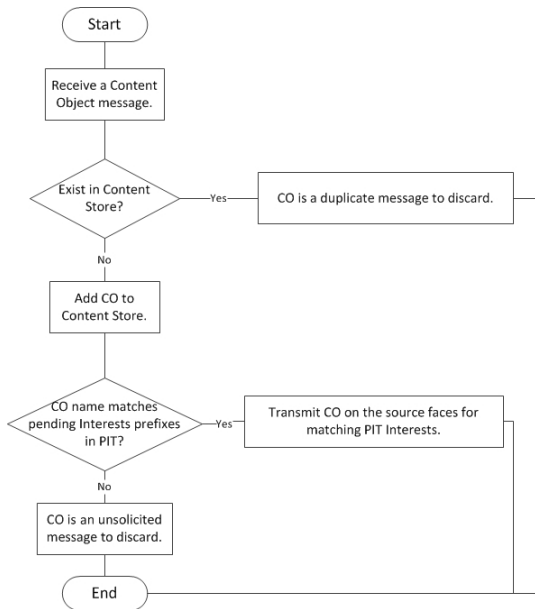 Start
Receive a Content
Object message.
Exist in Content
Store?
Yes
CO is a duplicate message to discard.
No
Add CO to
Content Store.
CO name matches
pending Interests prefixes
in PIT?
Yes
Transmit CO on the source faces for
matching PIT Interests.
No
CO is an unsolicited
message to discard.
End